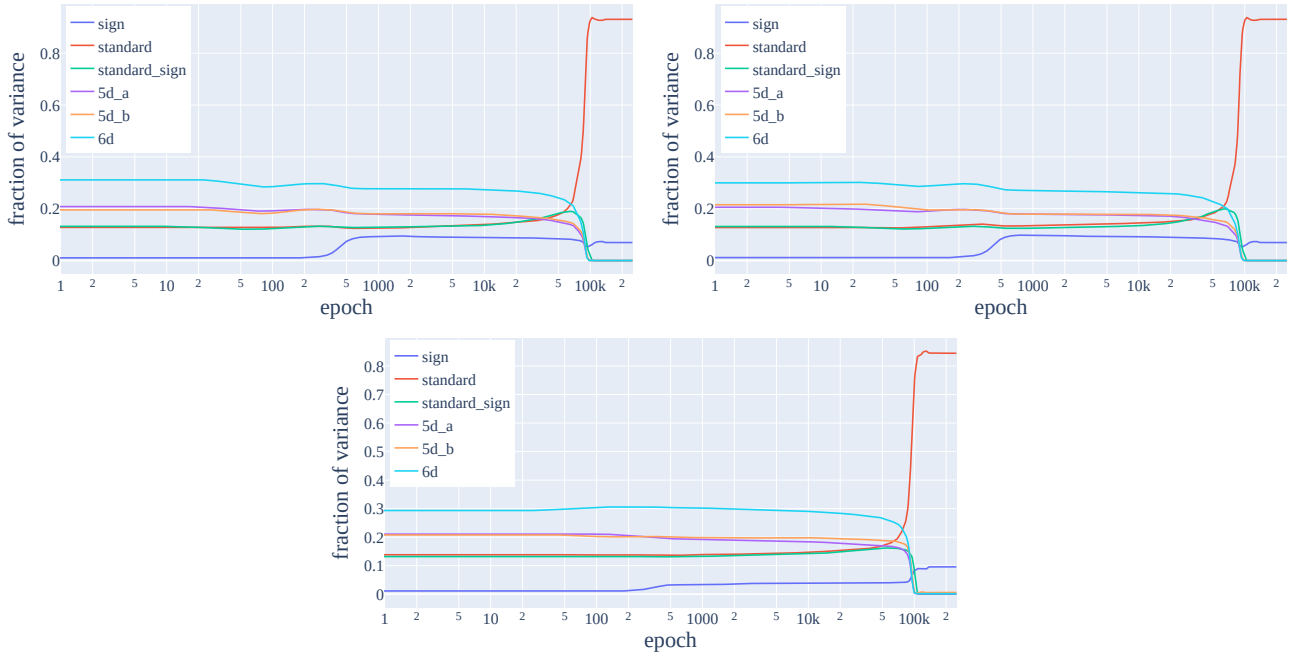 fraction of variance
0.8
0.6
0.4
0.2
0
sign
standard
standard_sign
5d_a
5d_b
6d
1 2 5 10 2 5 100 2 5 1000 2 5 10k 2 5 100k 2
epoch
fraction of variance
0.8
0.6
0.4
0.2
0
sign
standard
standard_sign
5d_a
5d_b
6d
1 2 5 10 2 5 100 2 5 1000 2 5 10k 2 5 100k 2
epoch
fraction of variance
0.8
0.7
0.6
0.5
0.4
0.3
0.2
0.1
0
sign
standard
standard_sign
5d_a
5d_b
6d
1 2 5 10 2 5 100 2 5 1000 2 5 10k 2 5 100k 2
epoch